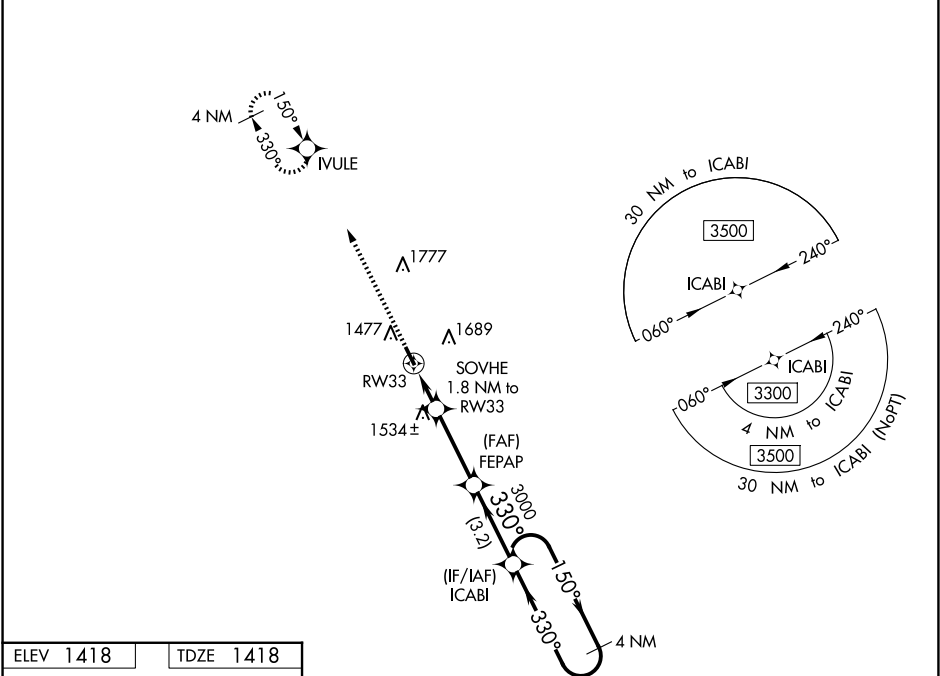 4 NM
150°
330°
IVULE
30 NM to ICABI
3500
ICABI
240°
060°
1777
1477
1689
RW33
SOVHE
1.8 NM to
RW33
1534±
240°
ICABI
060°
3300
4 NM to ICABI
3500
30 NM to ICABI (NoPT)
(FAF)
FEPAP
3000
330°
(3.2)
(IF/IAF)
ICABI
150°
330°
4 NM
ELEV 1418
TDZE 1418